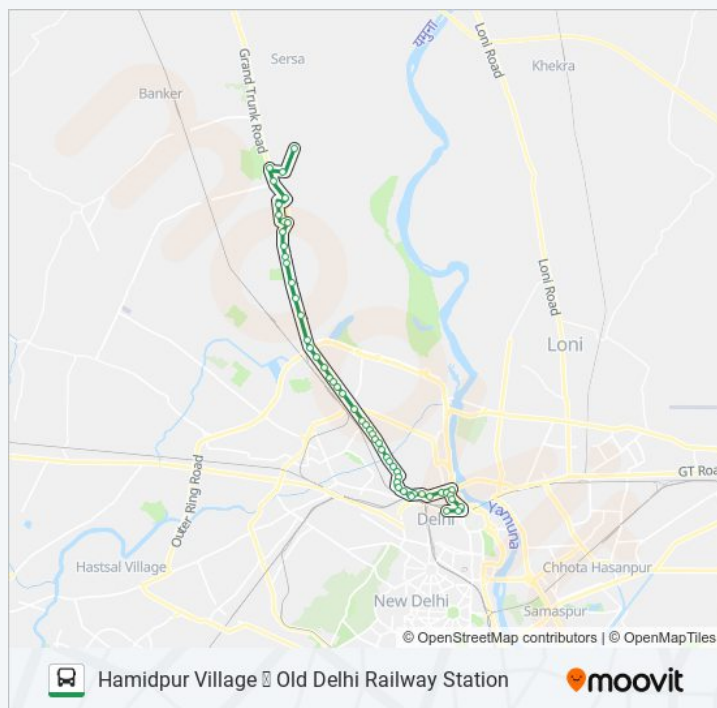 यमुना
Sersa
Grand Trunk Road
Loni Road
Khekra
Banker
Loni Road
Loni
Outer Ring Road
GT Roa
Delhi
Yamuna
Hastsal Village
Chhota Hasanpur
New Delhi
Samaspur
© OpenStreetMap contributors | © OpenMapTiles
Hamidpur Village  Old Delhi Railway Station
moovit